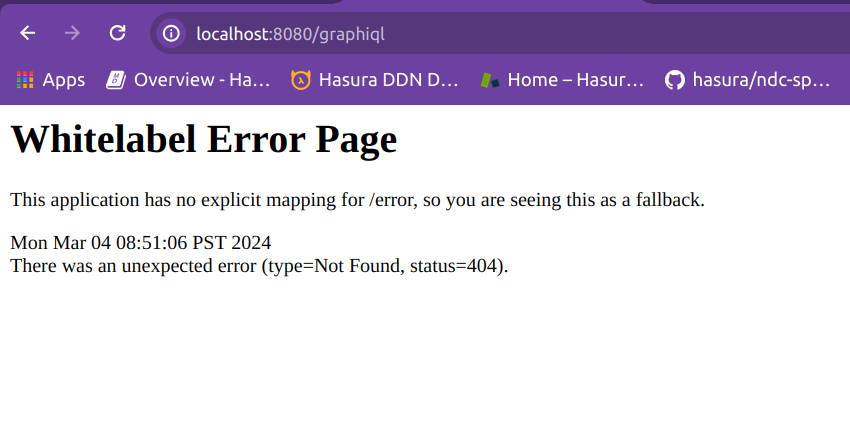 localhost:8080/graphiql
Apps Overview - Ha... Hasura DDN D... Home – Hasur... hasura/ndc-sp...
Whitelabel Error Page
This application has no explicit mapping for /error, so you are seeing this as a fallback.
Mon Mar 04 08:51:06 PST 2024
There was an unexpected error (type=Not Found, status=404).